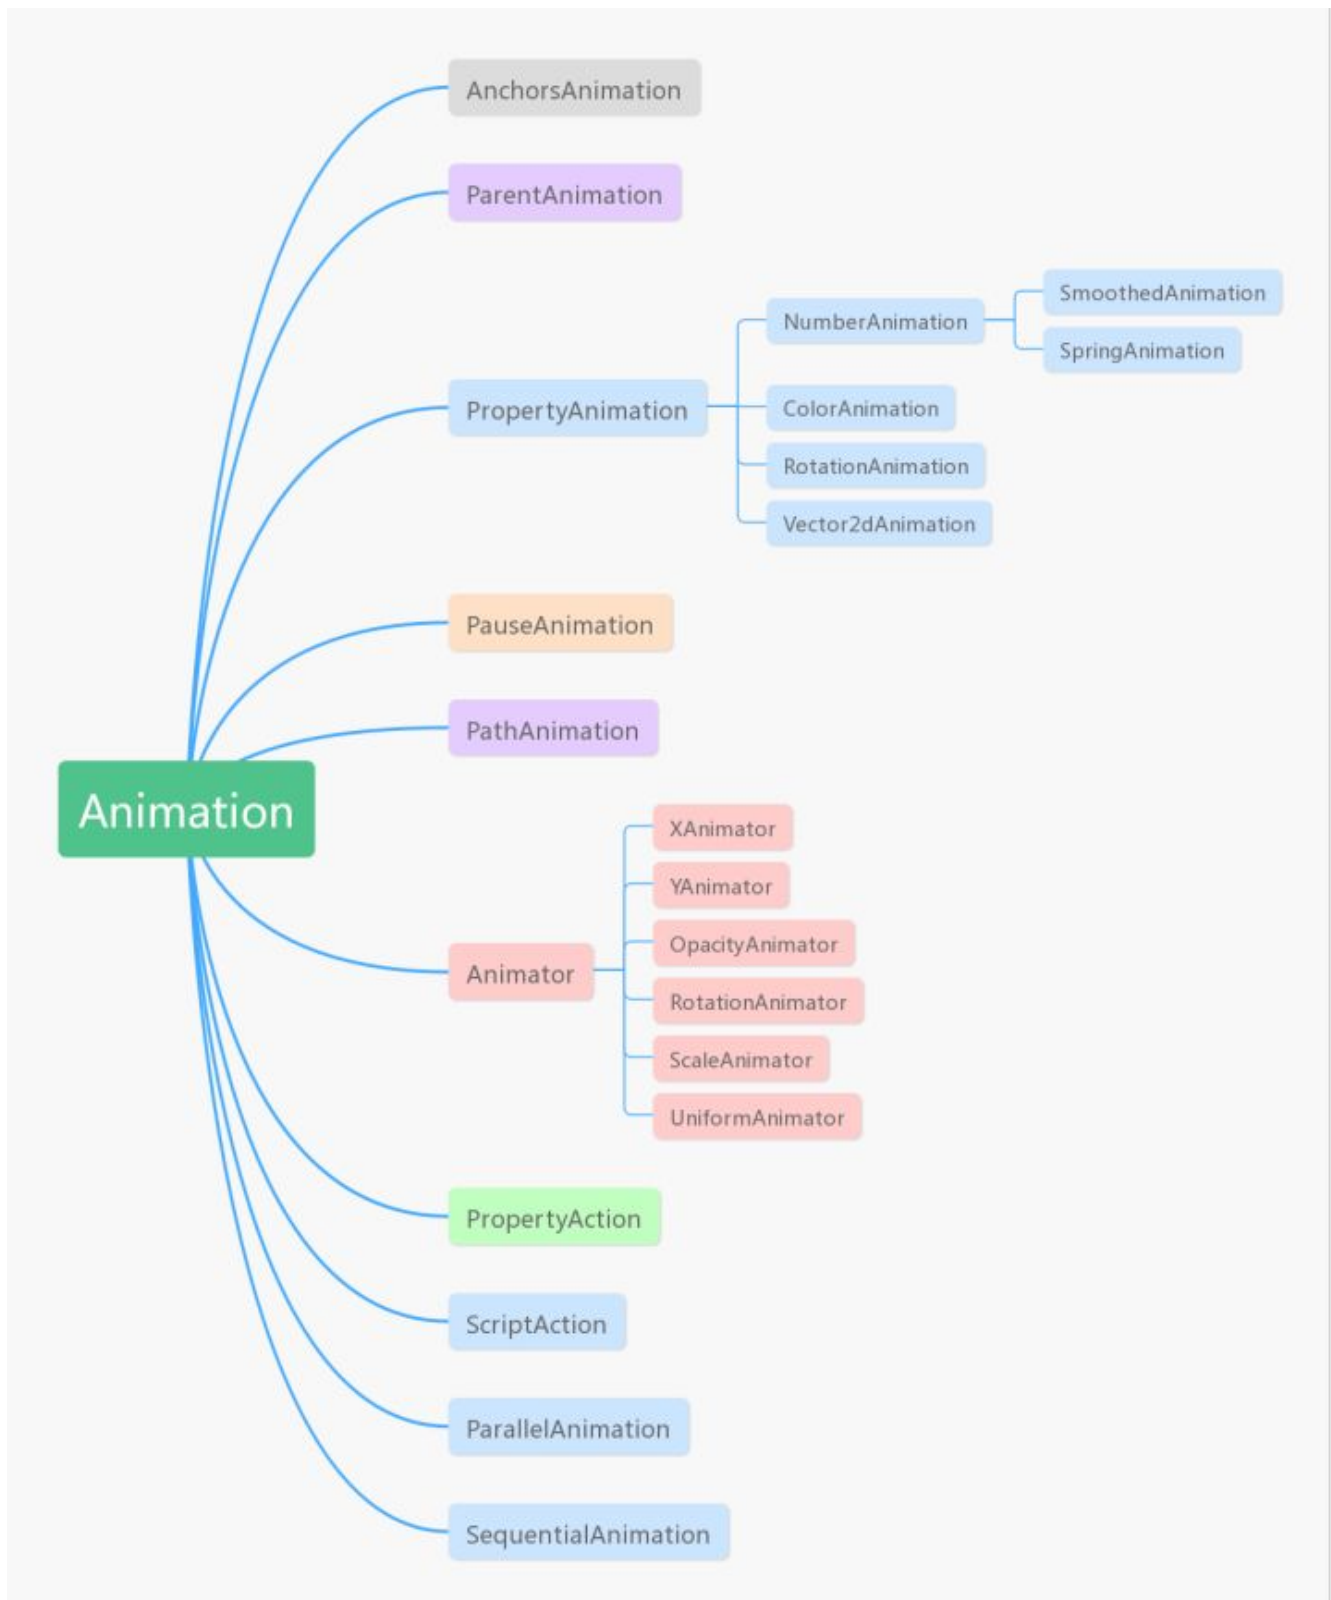 AnchorsAnimation
ParentAnimation
PropertyAnimation
NumberAnimation
SmoothedAnimation
SpringAnimation
ColorAnimation
RotationAnimation
Vector2dAnimation
PauseAnimation
PathAnimation
Animation
Animator
XAnimator
YAnimator
OpacityAnimator
RotationAnimator
ScaleAnimator
UniformAnimator
PropertyAction
ScriptAction
ParallelAnimation
SequentialAnimation